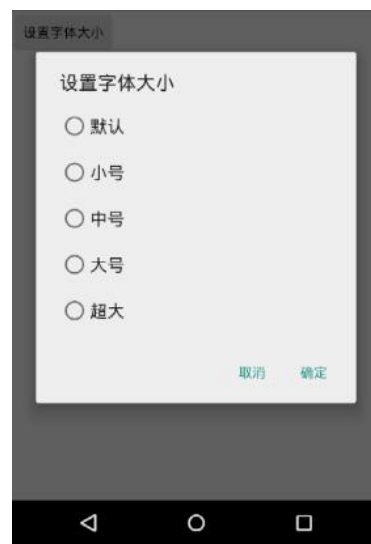 设置字体大小
设置字体大小
默认
小号
中号
大号
超大
取消 确定